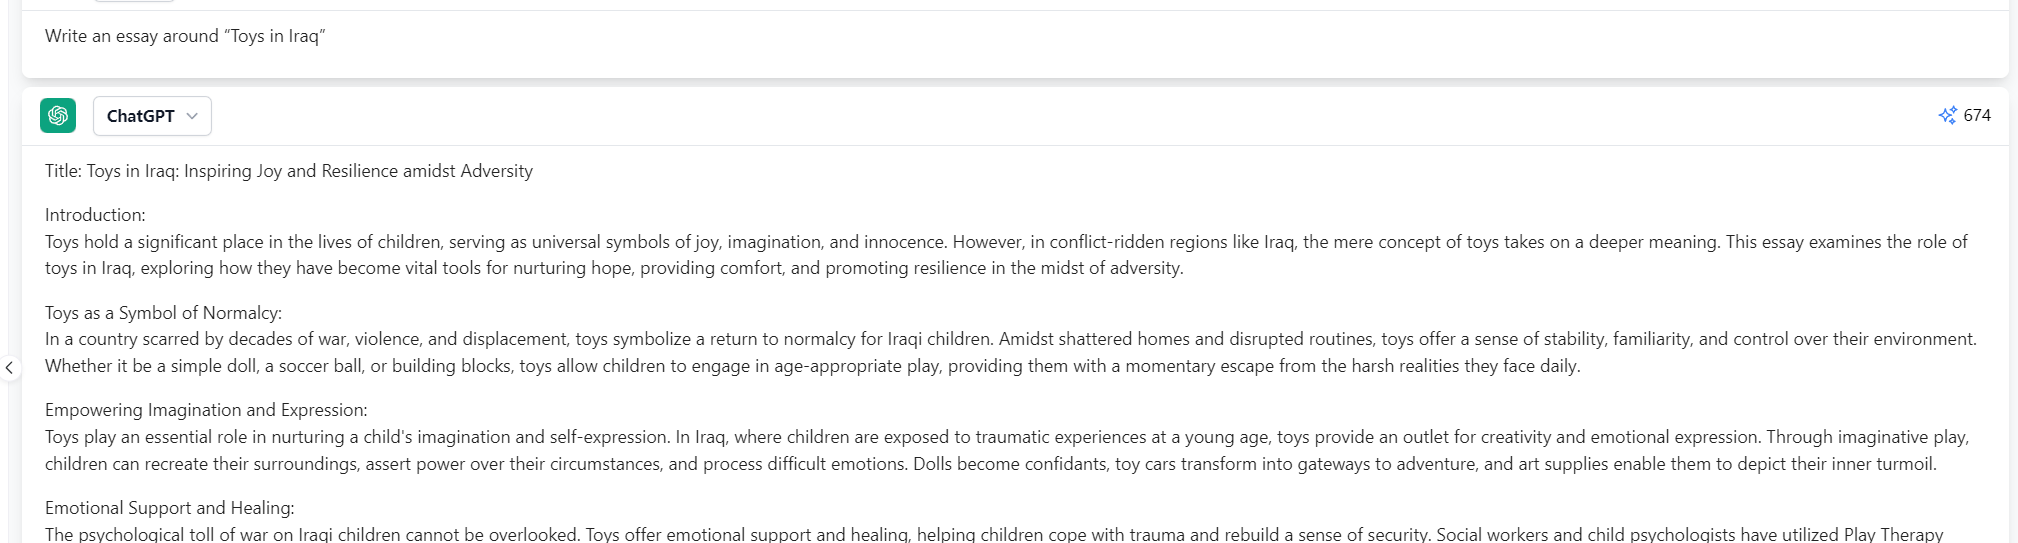 Write an essay around “Toys in Iraq”
ChatGPT
674
Title: Toys in Iraq: Inspiring Joy and Resilience amidst Adversity
Introduction:
Toys hold a significant place in the lives of children, serving as universal symbols of joy, imagination, and innocence. However, in conflict-ridden regions like Iraq, the mere concept of toys takes on a deeper meaning. This essay examines the role of
toys in Iraq, exploring how they have become vital tools for nurturing hope, providing comfort, and promoting resilience in the midst of adversity.
Toys as a Symbol of Normalcy:
In a country scarred by decades of war, violence, and displacement, toys symbolize a return to normalcy for Iraqi children. Amidst shattered homes and disrupted routines, toys offer a sense of stability, familiarity, and control over their environment.
Whether it be a simple doll, a soccer ball, or building blocks, toys allow children to engage in age-appropriate play, providing them with a momentary escape from the harsh realities they face daily.
Empowering Imagination and Expression:
Toys play an essential role in nurturing a child's imagination and self-expression. In Iraq, where children are exposed to traumatic experiences at a young age, toys provide an outlet for creativity and emotional expression. Through imaginative play,
children can recreate their surroundings, assert power over their circumstances, and process difficult emotions. Dolls become confidants, toy cars transform into gateways to adventure, and art supplies enable them to depict their inner turmoil.
Emotional Support and Healing:
The psychological toll of war on Iraqi children cannot be overlooked. Toys offer emotional support and healing, helping children cope with trauma and rebuild a sense of security. Social workers and child psychologists have utilized Play Therapy